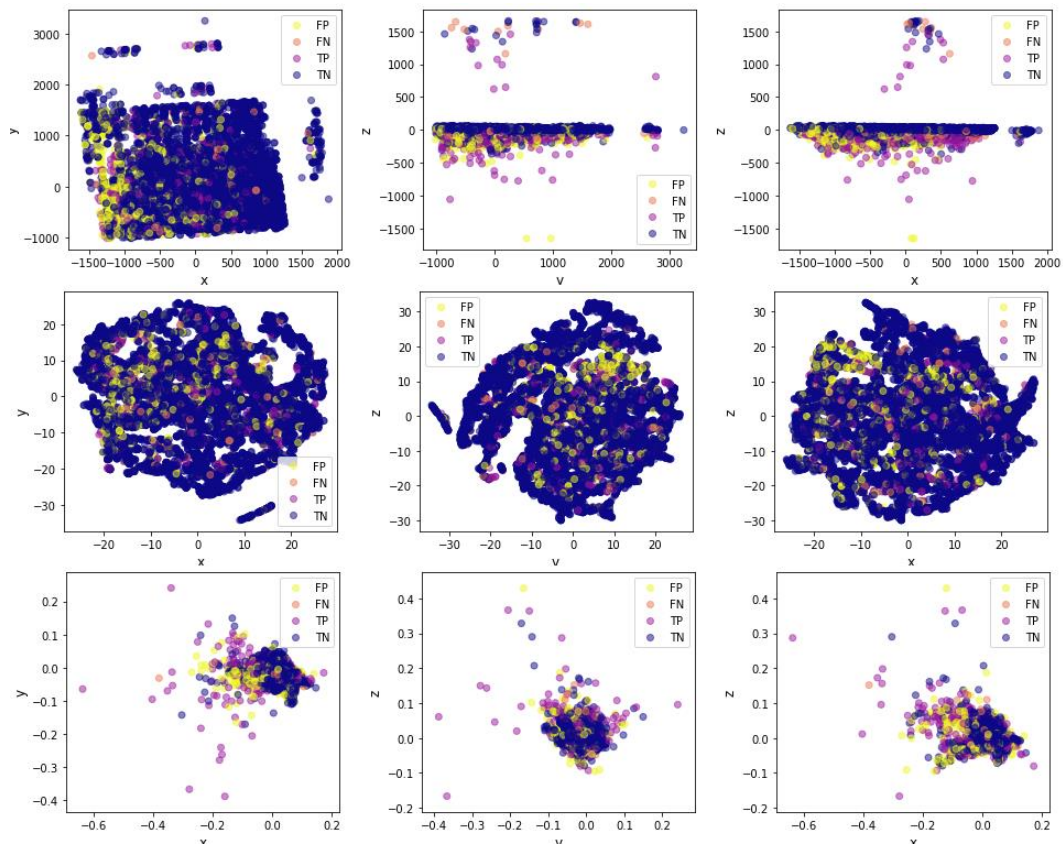 3000
2000
1000
0
−1000
y
FP
FN
TP
TN
−1500 −1000 −500 0 500 1000 1500 2000
x
1500
1000
500
0
−500
−1000
−1500
z
FP
FN
TP
TN
−1000 0 1000 2000 3000
y
1500
1000
500
0
−500
−1000
−1500
z
FP
FN
TP
TN
−1500 −1000 −500 0 500 1000 1500 2000
x
20
10
0
−10
−20
−30
y
FP
FN
TP
TN
−20 −10 0 10 20
x
30
20
10
0
−10
−20
−30
z
FP
FN
TP
TN
−30 −20 −10 0 10 20
y
30
20
10
0
−10
−20
−30
z
FP
FN
TP
TN
−20 −10 0 10 20
x
0.2
0.1
0.0
−0.1
−0.2
−0.3
−0.4
y
FP
FN
TP
TN
−0.6 −0.4 −0.2 0.0 0.2
x
0.4
0.3
0.2
0.1
0.0
−0.1
−0.2
z
FP
FN
TP
TN
−0.4 −0.3 −0.2 −0.1 0.0 0.1 0.2
y
0.4
0.3
0.2
0.1
0.0
−0.1
−0.2
z
FP
FN
TP
TN
−0.6 −0.4 −0.2 0.0 0.2
x